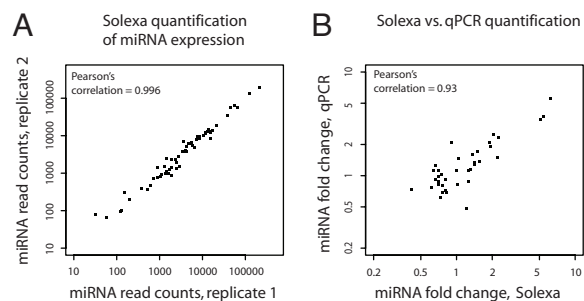 A
Solexa quantification
of miRNA expression
Pearson's
correlation = 0.996
miRNA read counts, replicate 2
100000
10000
1000
100
10
10 100 1000 10000 100000
miRNA read counts, replicate 1
B
Solexa vs. qPCR quantification
Pearson's
correlation = 0.93
miRNA fold change, qPCR
10
5
2
1
0.5
0.2
0.2 0.5 1 2 5 10
miRNA fold change, Solexa